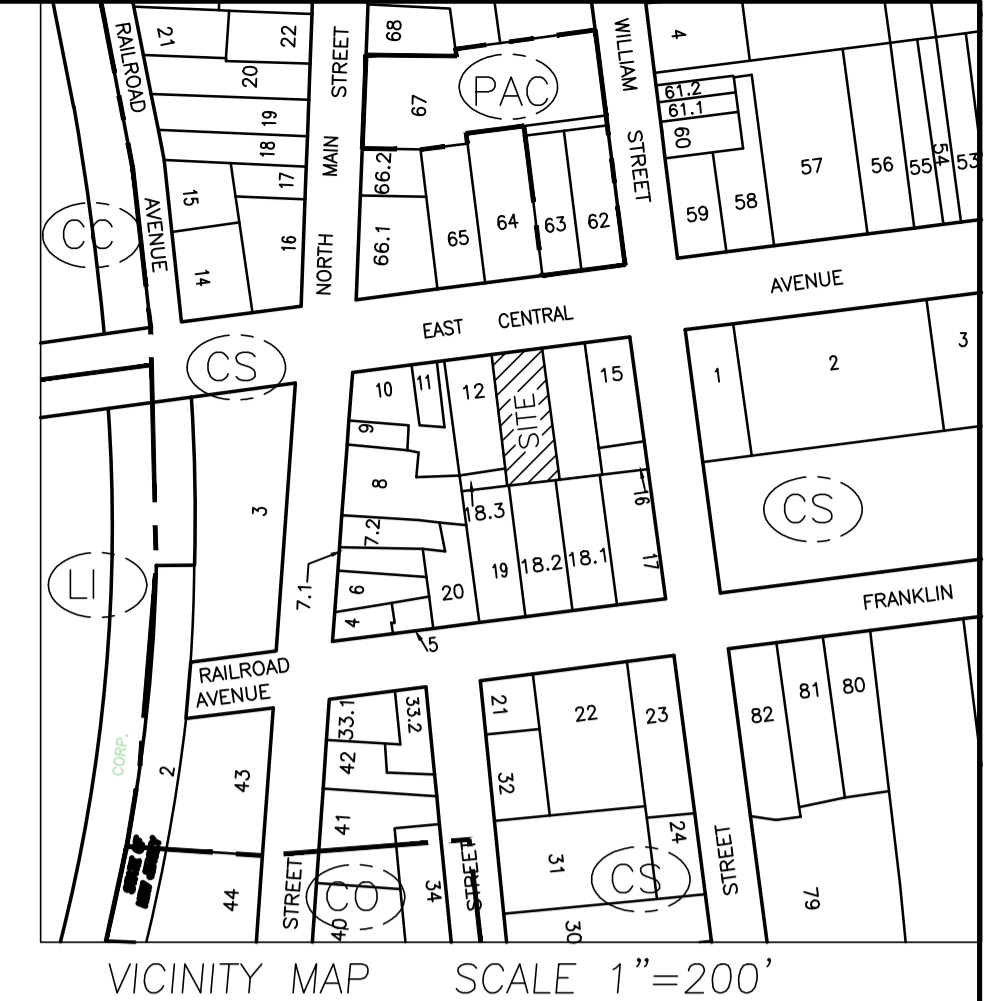 21
22
68
4
RAILROAD
20
STREET
WILLIAM
PAC
67
61.2
61.1
60
19
18
MAIN
STREET
66.2
17
15
57
56
55
54
53
59
58
AVENUE
CC
16
14
NORTH
66.1
65
64
63
62
AVENUE
EAST CENTRAL
CS
10
11
12
SITE
15
1
2
3
9
8
3
7.2
18.3
16
CS
7.1
6
20
19
18.2
18.1
17
LI
4
5
FRANKLIN
RAILROAD
AVENUE
33.1
33.2
21
22
23
82
81
80
CORP.
2
43
42
32
41
24
STREET
31
44
STREET
CO
34
STREET
CS
79
40
30
VICINITY MAP SCALE 1"=200'